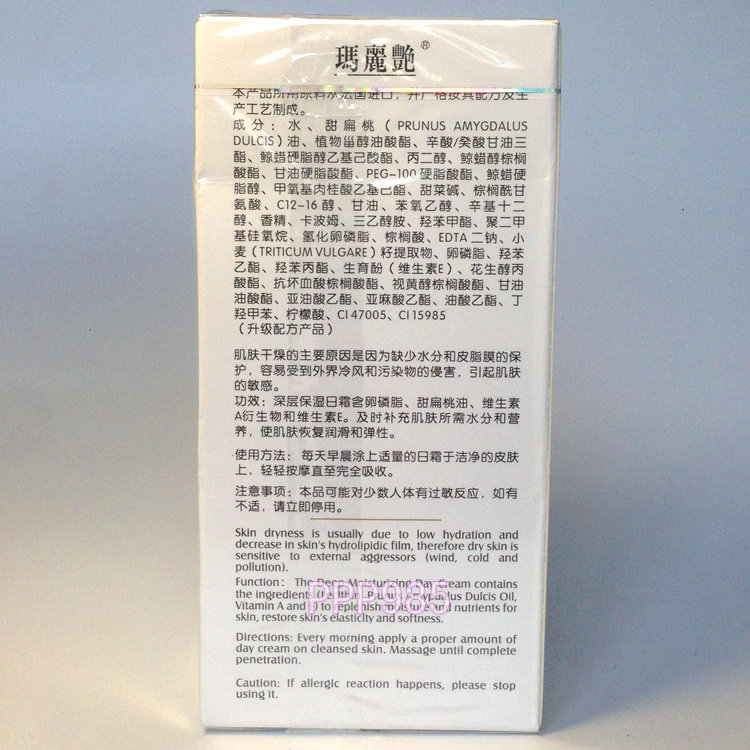 瑪麗艷®
本产品所用原料从法国进口，并严格按其配方及生
产工艺制成。
成分：水、甜扁桃（PRUNUS AMYGDALUS
DULCIS）油、植物甾醇油酸酯、辛酸/癸酸甘油三
酯、鲸蜡硬脂醇乙基己酸酯、丙二醇、鲸蜡醇棕榈
酸酯、甘油硬脂酸酯、PEG-100硬脂酸酯、鲸蜡硬
脂醇、甲氧基肉桂酸乙基己酯、甜菜碱、棕榈酰甘
氨酸、C12-16醇、甘油、苯氧乙醇、辛基十二
醇、香精、卡波姆、三乙醇胺、羟苯甲酯、聚二甲
基硅氧烷、氢化卵磷脂、棕榈酸、EDTA二钠、小
麦（TRITICUM VULGARE）籽提取物、卵磷脂、羟苯
乙酯、羟苯丙酯、生育酚（维生素E）、花生醇丙
酸酯、抗坏血酸棕榈酸酯、视黄醇棕榈酸酯、甘油
油酸酯、亚油酸乙酯、亚麻酸乙酯、油酸乙酯、丁
羟甲苯、柠檬酸、CI 47005、CI 15985
（升级配方产品）
肌肤干燥的主要原因是因为缺少水分和皮脂膜的保
护，容易受到外界冷风和污染物的侵害，引起肌肤
的敏感。
功效：深层保湿日霜含卵磷脂、甜扁桃油、维生素
A衍生物和维生素E。及时补充肌肤所需水分和营
养，使肌肤恢复润滑和弹性。
使用方法：每天早晨涂上适量的日霜于洁净的皮肤
上，轻轻按摩直至完全吸收。
注意事项：本品可能对少数人体有过敏反应，如有
不适，请立即停用。
Skin dryness is usually due to low hydration and
decrease in skin's hydrolipidic film, therefore dry skin is
sensitive to external aggressors (wind, cold and
pollution).
Function: The Deep Moisturizing Day Cream contains
the ingredients Dulcis Oil,
Vitamin A and replenish nutrients for
skin, restore skin's elasticity and softness.
PPP985
Directions: Every morning apply a proper amount of
day cream on cleansed skin. Massage until complete
penetration.
Caution: If allergic reaction happens, please stop
using it.